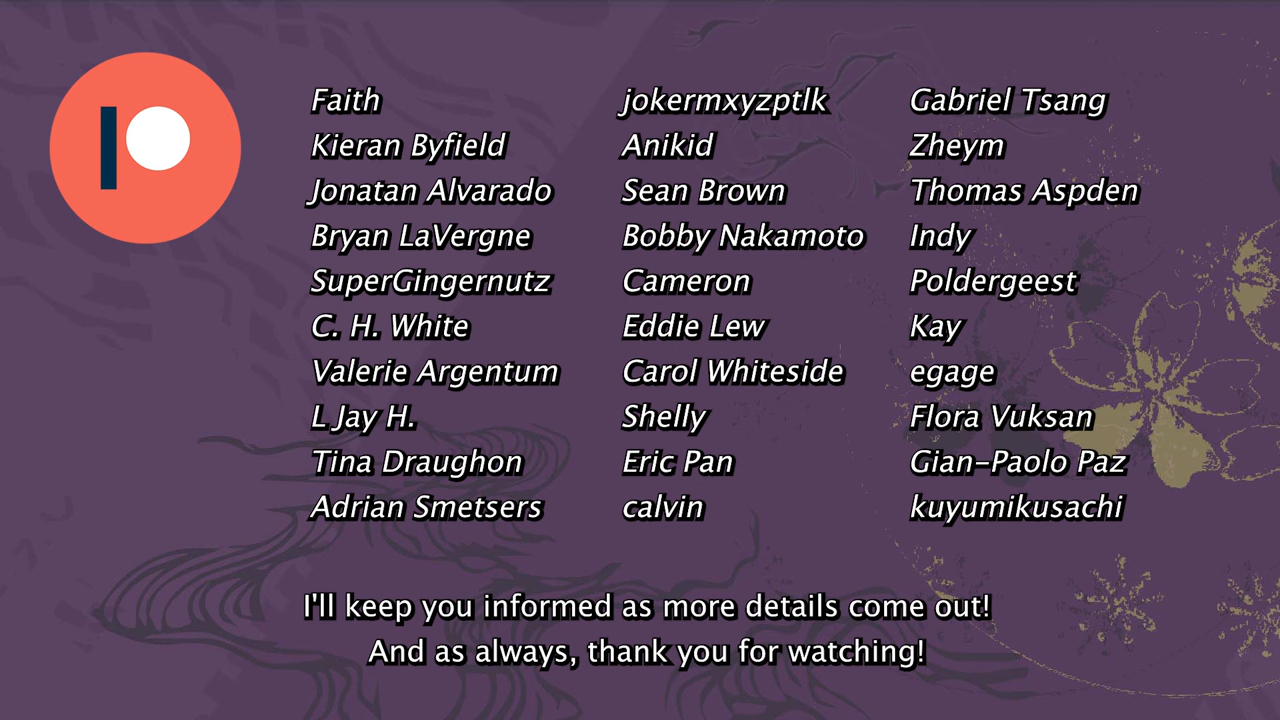 Faith
Kieran Byfield
Jonatan Alvarado
Bryan LaVergne
SuperGingernutz
C. H. White
Valerie Argentum
L Jay H.
Tina Draughon
Adrian Smetsers
jokermxyzptlk
Anikid
Sean Brown
Bobby Nakamoto
Cameron
Eddie Lew
Carol Whiteside
Shelly
Eric Pan
calvin
Gabriel Tsang
Zheym
Thomas Aspden
Indy
Poldergeest
Kay
egage
Flora Vuksan
Gian-Paolo Paz
kuyumikusachi
I'll keep you informed as more details come out!
And as always, thank you for watching!